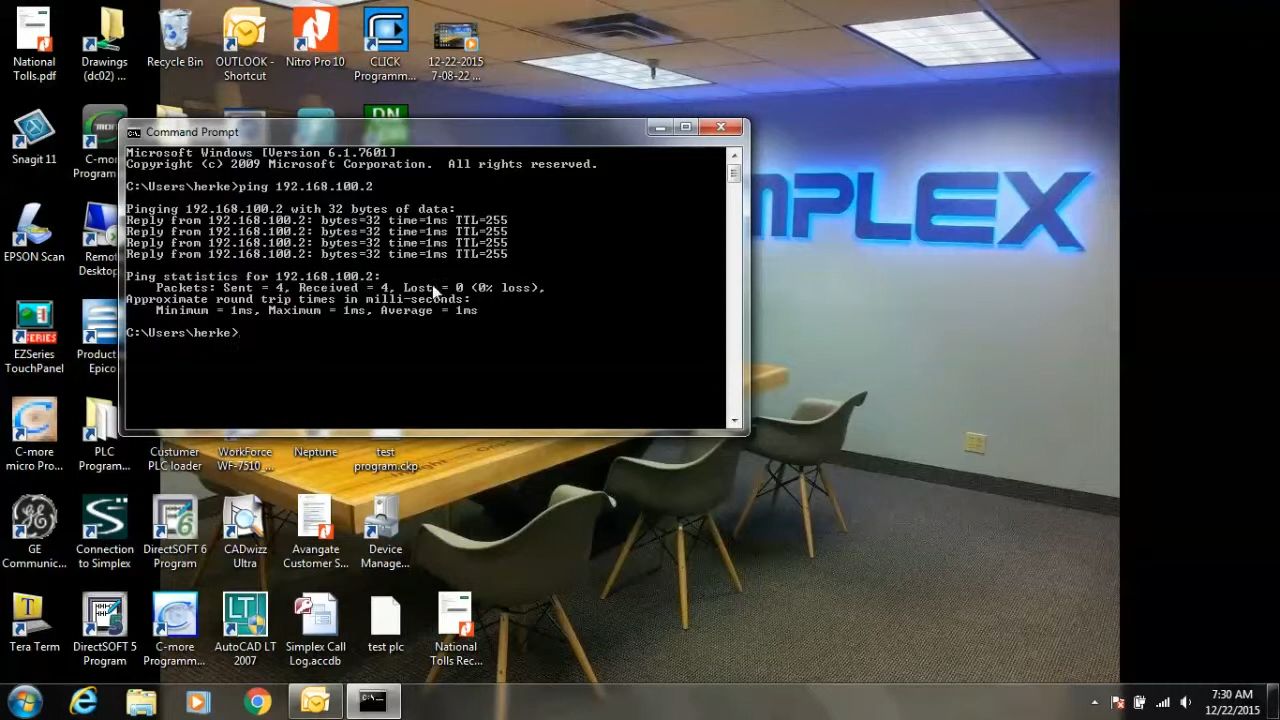 National
Tolls.pdf
Drawings
(dc02) ...
Recycle Bin
OUTLOOK -
Shortcut
Nitro Pro 10
CLICK
Programm...
12-22-2015
7-08-22 ...
Snagit 11
C-more
Program...
DN
Command Prompt
Microsoft Windows [Version 6.1.7601]
Copyright (c) 2009 Microsoft Corporation.  All rights reserved.
C:\Users\herke>ping 192.168.100.2
Pinging 192.168.100.2 with 32 bytes of data:
Reply from 192.168.100.2: bytes=32 time=1ms TTL=255
Reply from 192.168.100.2: bytes=32 time=1ms TTL=255
Reply from 192.168.100.2: bytes=32 time=1ms TTL=255
Reply from 192.168.100.2: bytes=32 time=1ms TTL=255
Ping statistics for 192.168.100.2:
Packets: Sent = 4, Received = 4, Lost = 0 (0% loss),
Approximate round trip times in milli-seconds:
Minimum = 1ms, Maximum = 1ms, Average = 1ms
C:\Users\herke>
MPLEX
EPSON Scan
Remote
Desktop
SERIES
EZSeries
TouchPanel
Product
Epico
C-more
micro Pro...
PLC
Program...
Custumer
PLC loader
WorkForce
WF-7510 ...
Neptune
test
program.ckp
GE
Communic...
Connection
to Simplex
DirectSOFT 6
Program
CADwizz
Ultra
Avangate
Customer S...
Device
Manage...
Tera Term
DirectSOFT 5
Program
C-more
Programm...
LT
AutoCAD LT
2007
Simplex Call
Log.accdb
test plc
National
Tolls Rec...
7:30 AM
12/22/2015